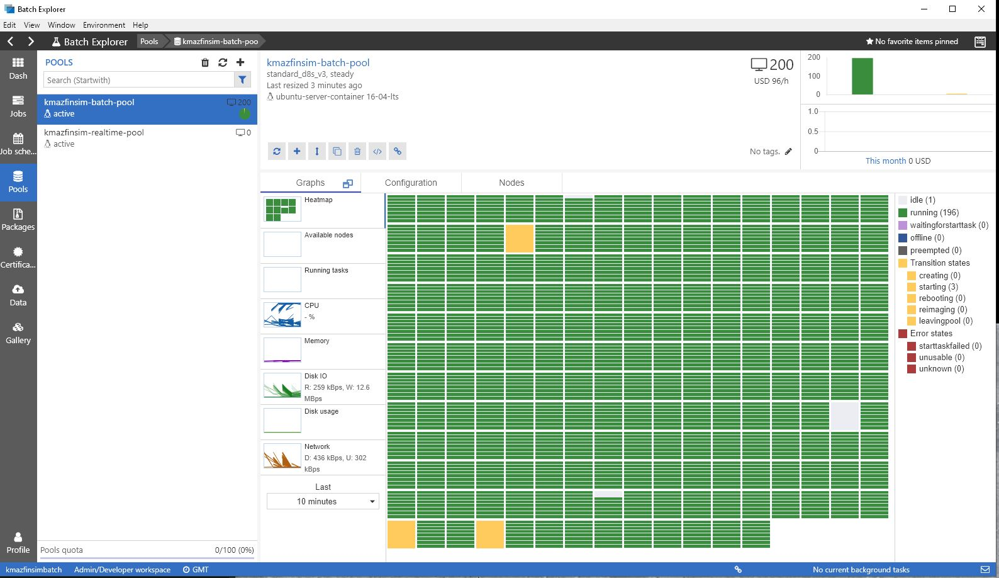 Batch Explorer
Edit View Window Environment Help
Batch Explorer Pools kmazfinsim-batch-poo No favorite items pinned
Dash
Jobs
Job sche...
Pools
Packages
Certifica...
Data
Gallery
Profile
POOLS
Search (Startwith)
kmazfinsim-batch-pool 200
active
kmazfinsim-realtime-pool 0
active
Pools quota 0/100 (0%)
kmazfinsim-batch-pool
standard_d8s_v3, steady
Last resized 3 minutes ago
ubuntu-server-container 16-04-lts
200
USD 96/h
No tags.
200
100
0
1.0
0.5
0
This month 0 USD
Graphs Configuration Nodes
Heatmap
Available nodes
Running tasks
CPU
- %
Memory
Disk IO
R: 259 kBps, W: 12.6
MBps
Disk usage
Network
D: 436 kBps, U: 302
kBps
Last
10 minutes
idle (1)
running (196)
waitingforstarttask (0)
offline (0)
preempted (0)
Transition states
creating (0)
starting (3)
rebooting (0)
reimaging (0)
leavingpool (0)
Error states
starttaskfailed (0)
unusable (0)
unknown (0)
kmazfinsimbatch Admin/Developer workspace GMT No current background tasks